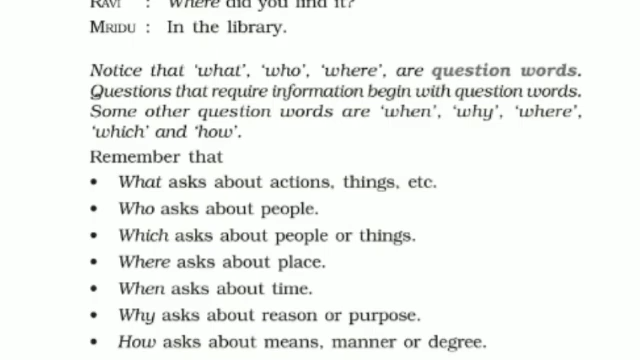 RAVI : Where did you find it?
MRIDU : In the library.
Notice that ‘what’, ‘who’, ‘where’, are question words.
Questions that require information begin with question words.
Some other question words are ‘when’, ‘why’, ‘where’,
‘which’ and ‘how’.
Remember that
• What asks about actions, things, etc.
• Who asks about people.
• Which asks about people or things.
• Where asks about place.
• When asks about time.
• Why asks about reason or purpose.
• How asks about means, manner or degree.